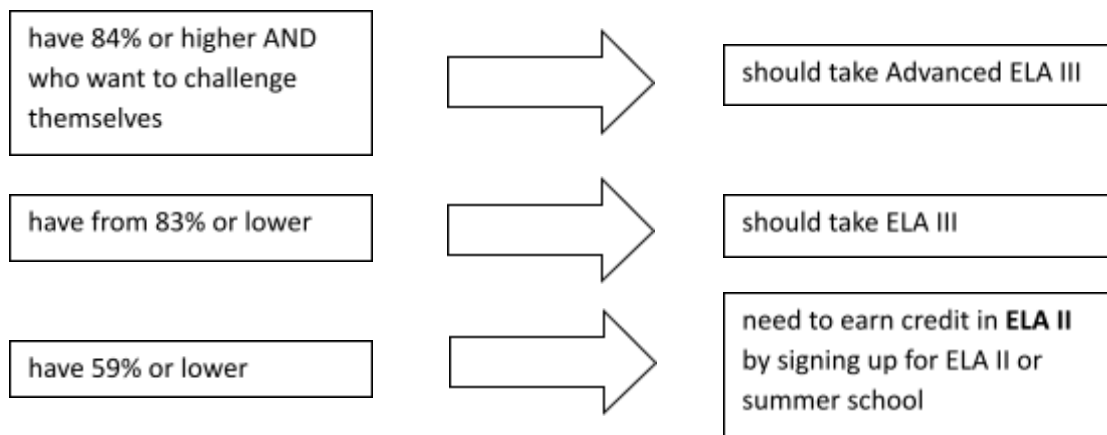 have 84% or higher AND
who want to challenge
themselves
should take Advanced ELA III
have from 83% or lower
should take ELA III
have 59% or lower
need to earn credit in ELA II
by signing up for ELA II or
summer school